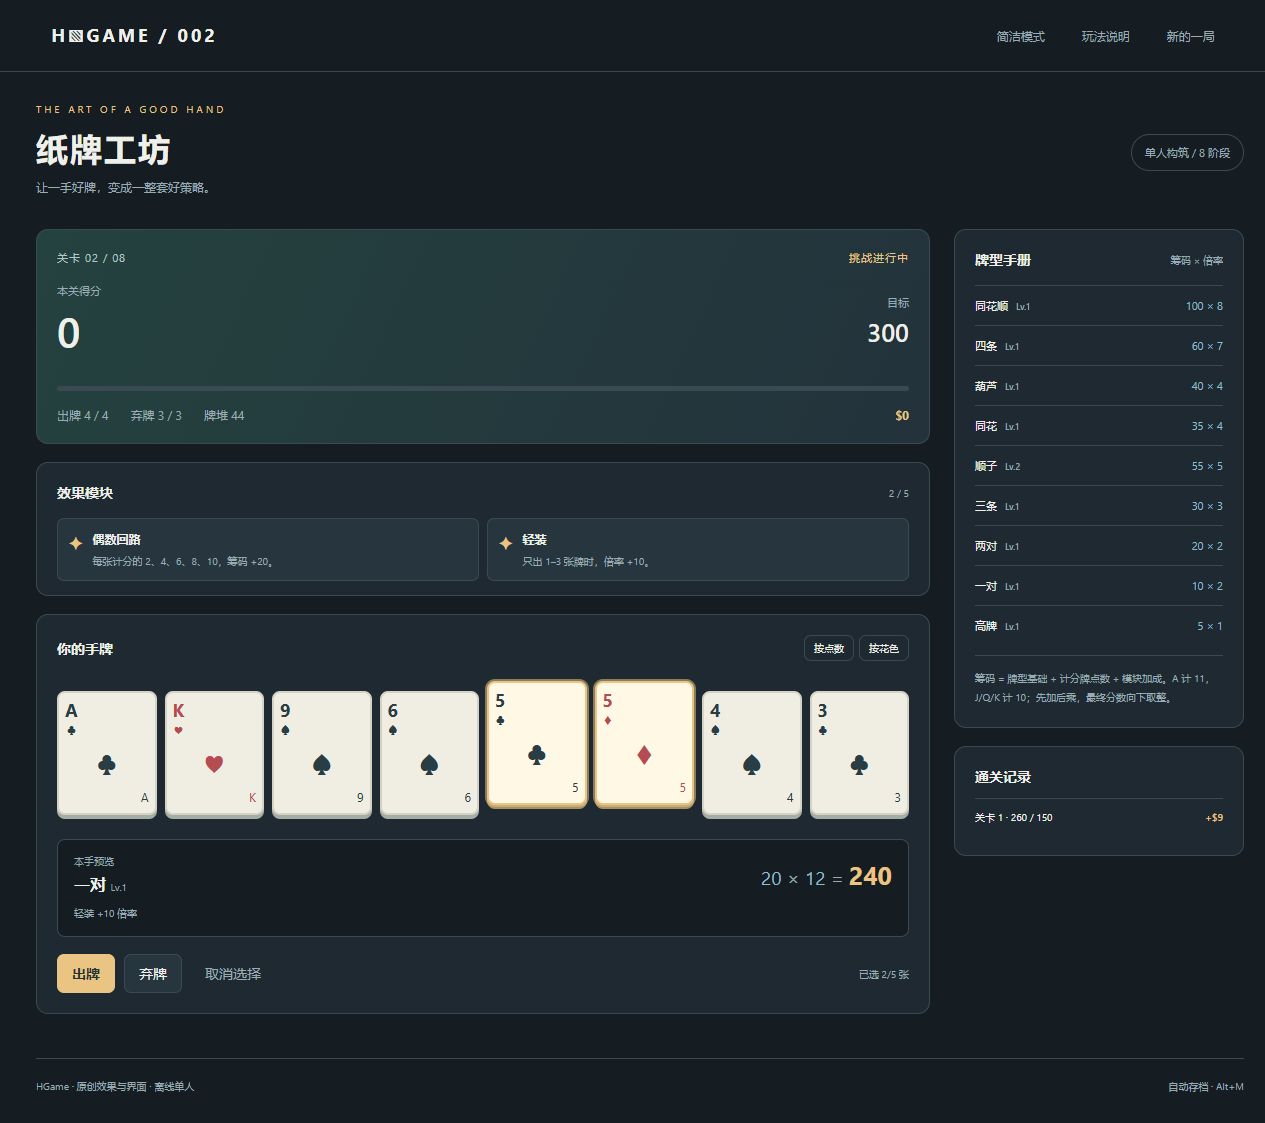 H▧GAME / 002
简洁模式 玩法说明 新的一局
THE ART OF A GOOD HAND
纸牌工坊
让一手好牌，变成一整套好策略。
单人构筑 / 8 阶段
关卡 02 / 08
挑战进行中
本关得分
0
目标
300
出牌 4 / 4 弃牌 3 / 3 牌堆 44
$0
效果模块
2 / 5
✦ 偶数回路
每张计分的 2、4、6、8、10，筹码 +20。
✦ 轻装
只出 1–3 张牌时，倍率 +10。
你的手牌
按点数 按花色
A ♣ ♣ A
K ♥ ♥ K
9 ♠ ♠ 9
6 ♠ ♠ 6
5 ♣ ♣ 5
5 ♦ ♦ 5
4 ♠ ♠ 4
3 ♣ ♣ 3
本手预览
一对 Lv.1
轻装 +10 倍率
20 × 12 = 240
出牌 弃牌 取消选择
已选 2/5 张
牌型手册
筹码 × 倍率
同花顺 Lv.1 100 × 8
四条 Lv.1 60 × 7
葫芦 Lv.1 40 × 4
同花 Lv.1 35 × 4
顺子 Lv.2 55 × 5
三条 Lv.1 30 × 3
两对 Lv.1 20 × 2
一对 Lv.1 10 × 2
高牌 Lv.1 5 × 1
筹码 = 牌型基础 + 计分牌点数 + 模块加成。A 计 11，
J/Q/K 计 10；先加后乘，最终分数向下取整。
通关记录
关卡 1 · 260 / 150 +$9
HGame · 原创效果与界面 · 离线单人
自动存档 · Alt+M